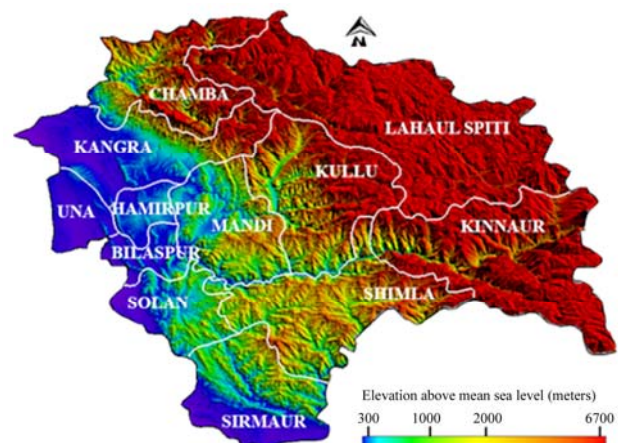 N
CHAMBA
LAHAUL SPITI
KANGRA
KULLU
UNA
HAMIRPUR
MANDI
KINNAUR
BILASPUR
SOLAN
SHIMLA
SIRMAUR
Elevation above mean sea level (meters)
300 1000 2000 6700